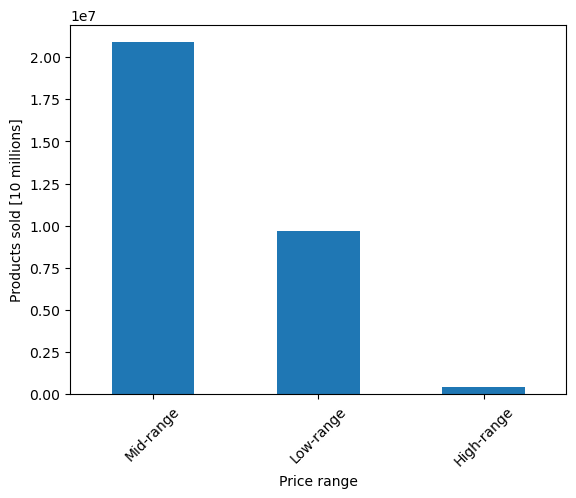 1e7
2.00
1.75
1.50
1.25
1.00
0.75
0.50
0.25
0.00
Products sold [10 millions]
Mid-range
Low-range
High-range
Price range